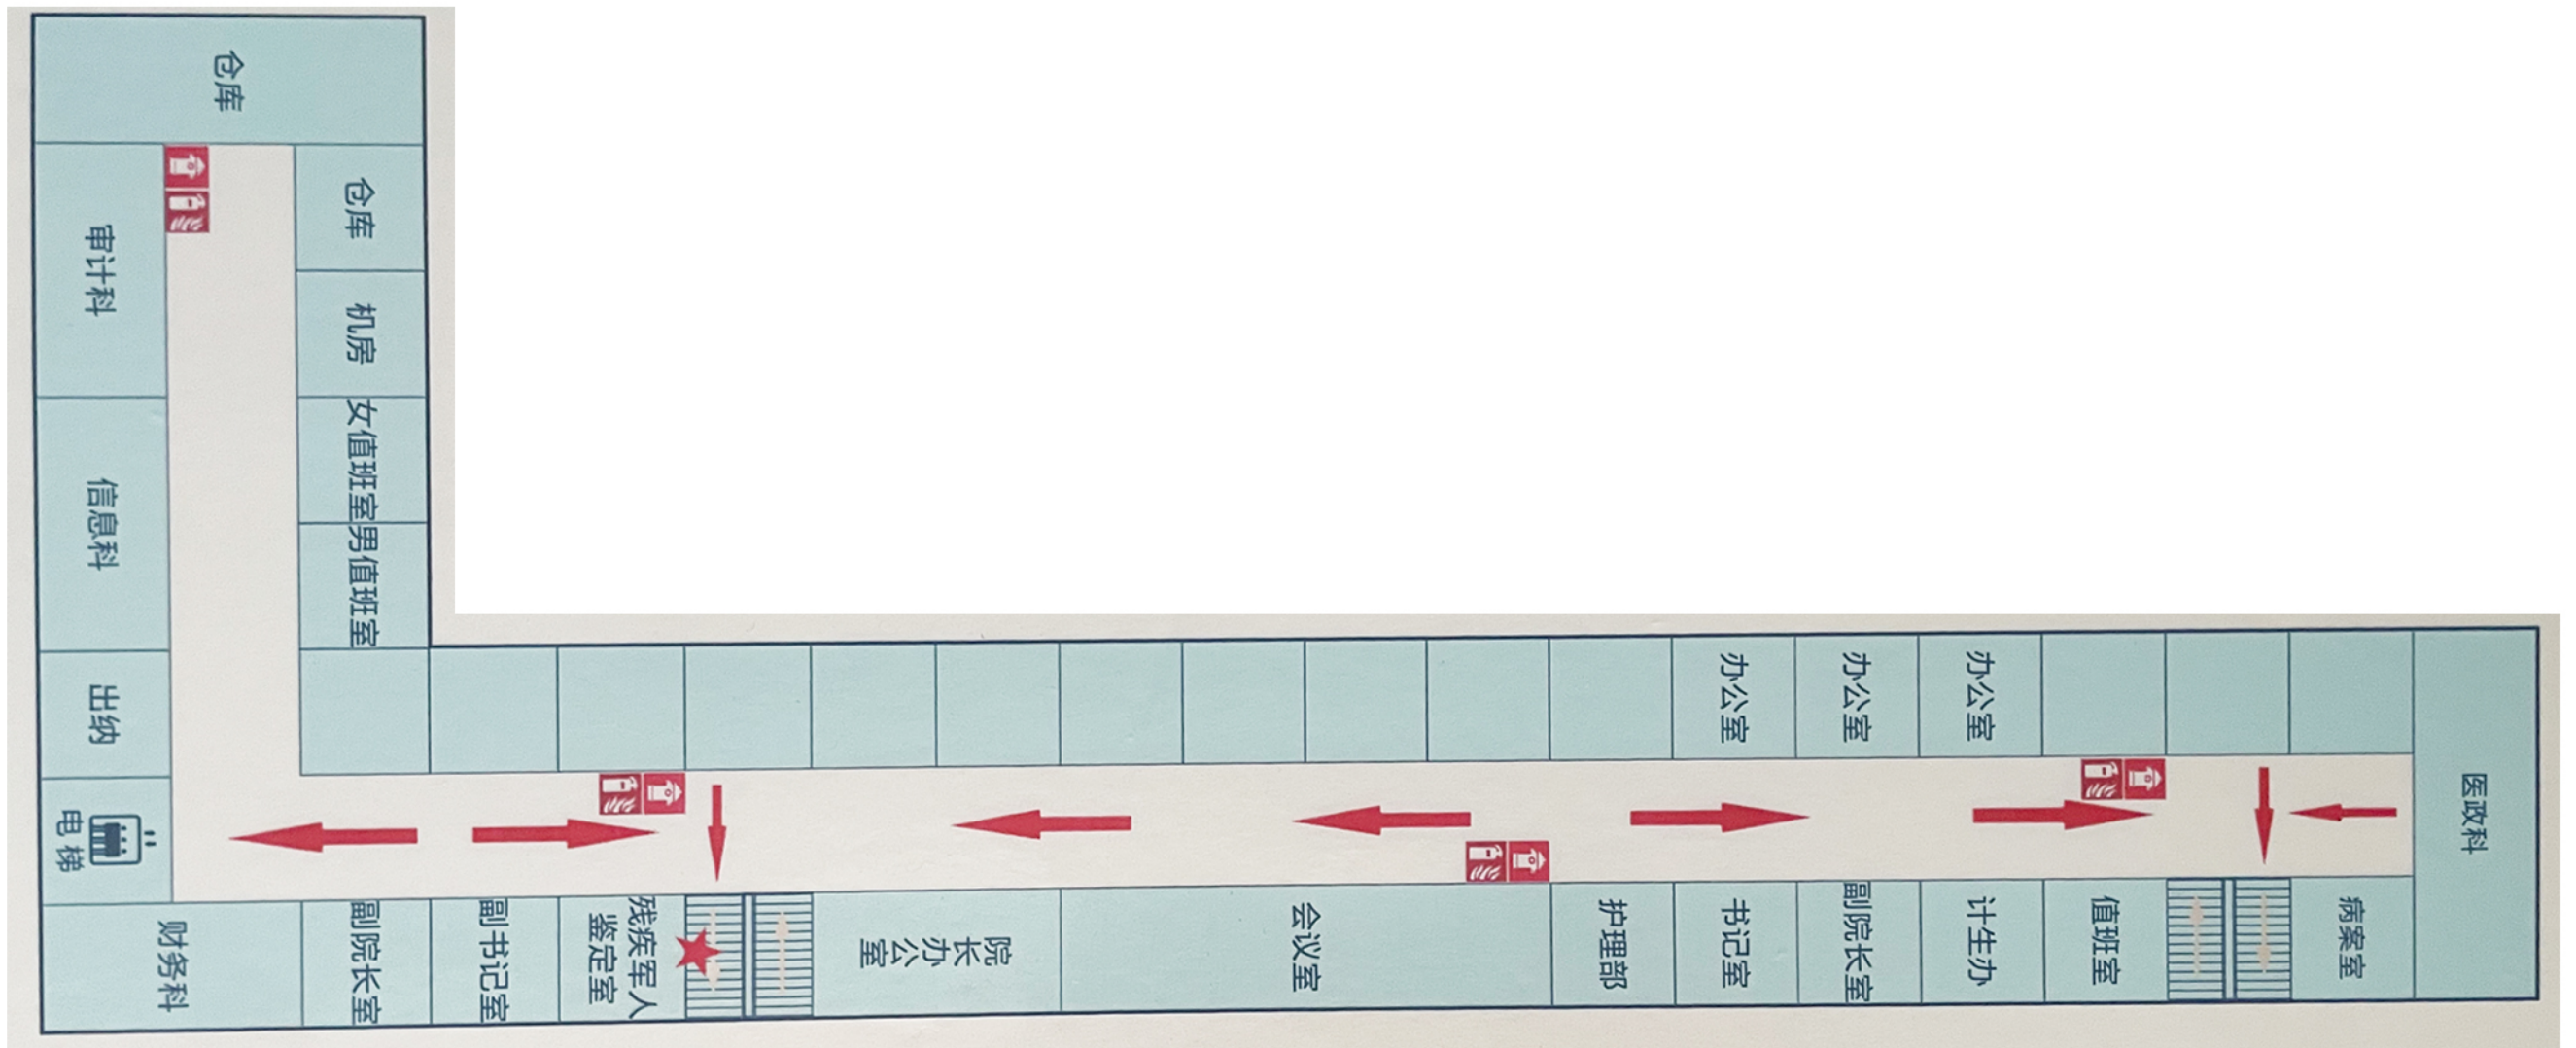 仓库
仓库
审计科
机房
女值班室
信息科
男值班室
出纳
电梯
办公室
办公室
办公室
医政科
财务科
副院长室
副书记室
残疾军人
鉴定室
院长办公室
会议室
护理部
书记室
副院长室
计生办
值班室
病案室